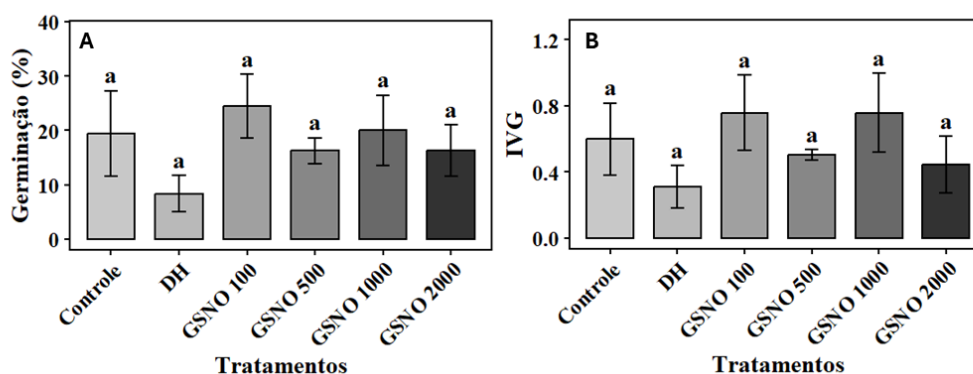 A
Germinação (%)
40
30
20
10
0
a
a
a
a
a
a
Controle
DH
GSNO 100
GSNO 500
GSNO 1000
GSNO 2000
Tratamentos
B
IVG
1.2
0.8
0.4
0.0
a
a
a
a
a
a
Controle
DH
GSNO 100
GSNO 500
GSNO 1000
GSNO 2000
Tratamentos